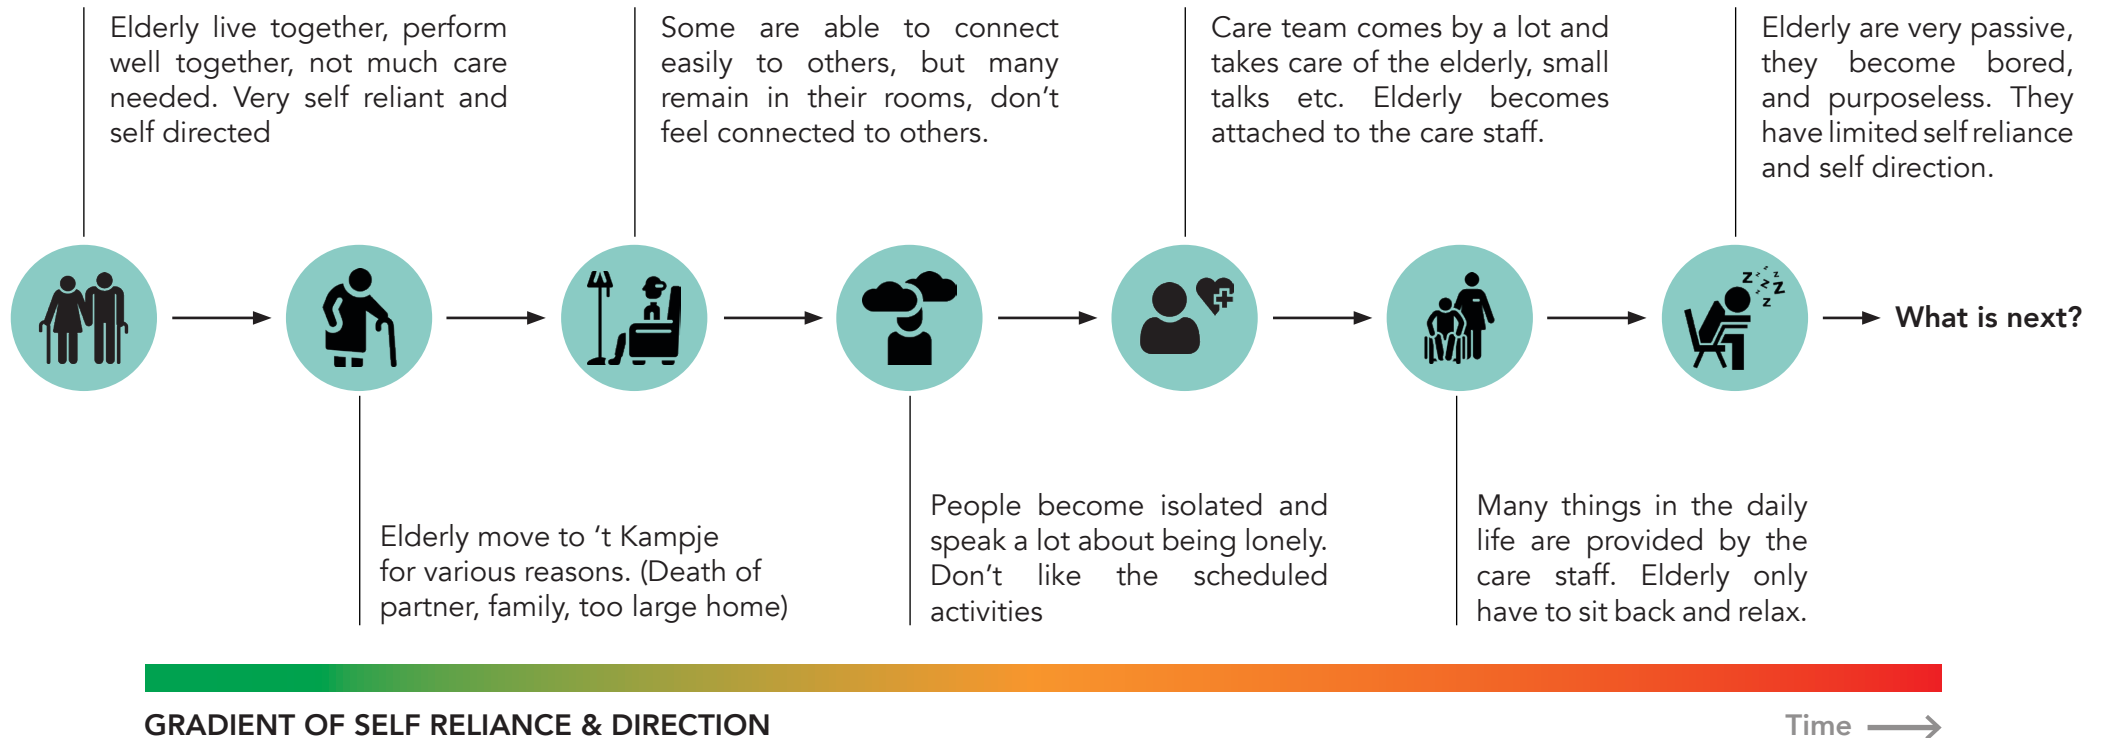 Elderly live together, perform
well together, not much care
needed. Very self reliant and
self directed
Some are able to connect
easily to others, but many
remain in their rooms, don’t
feel connected to others.
Care team comes by a lot and
takes care of the elderly, small
talks etc. Elderly becomes
attached to the care staff.
Elderly are very passive,
they become bored,
and purposeless. They
have limited self reliance
and self direction.
z z z z z z
What is next?
Elderly move to ‘t Kampje
for various reasons. (Death of
partner, family, too large home)
People become isolated and
speak a lot about being lonely.
Don’t like the scheduled
activities
Many things in the daily
life are provided by the
care staff. Elderly only
have to sit back and relax.
GRADIENT OF SELF RELIANCE & DIRECTION
Time